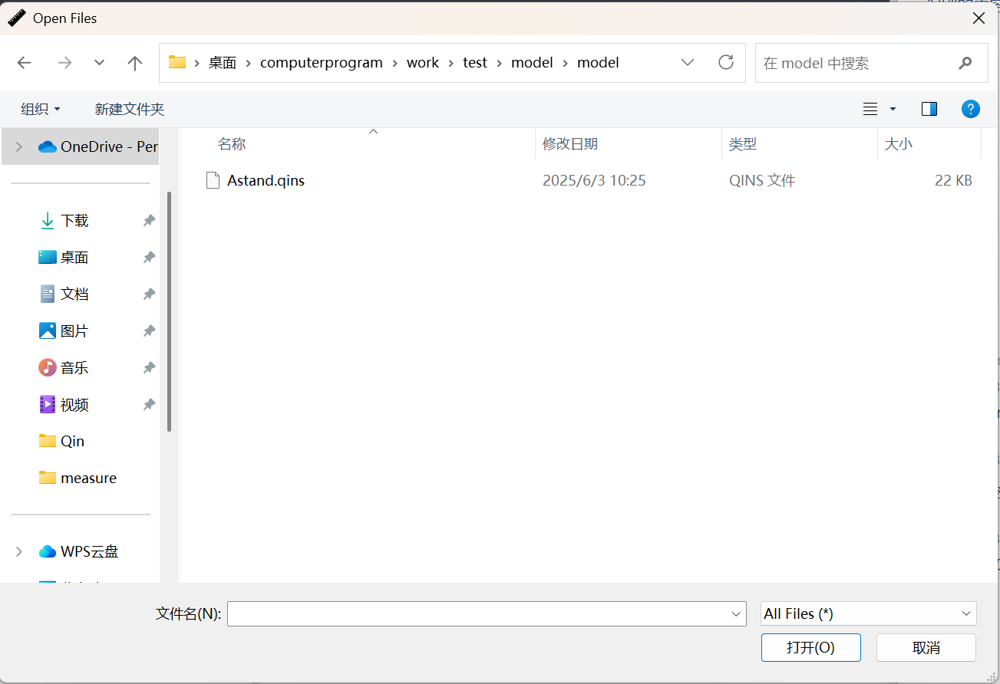 Open Files
桌面 › computerprogram › work › test › model › model
在 model 中搜索
组织
新建文件夹
OneDrive - Per
名称
修改日期
类型
大小
Astand.qins
2025/6/3 10:25
QINS 文件
22 KB
下载
桌面
文档
图片
音乐
视频
Qin
measure
WPS云盘
文件名(N):
All Files (*)
打开(O)
取消